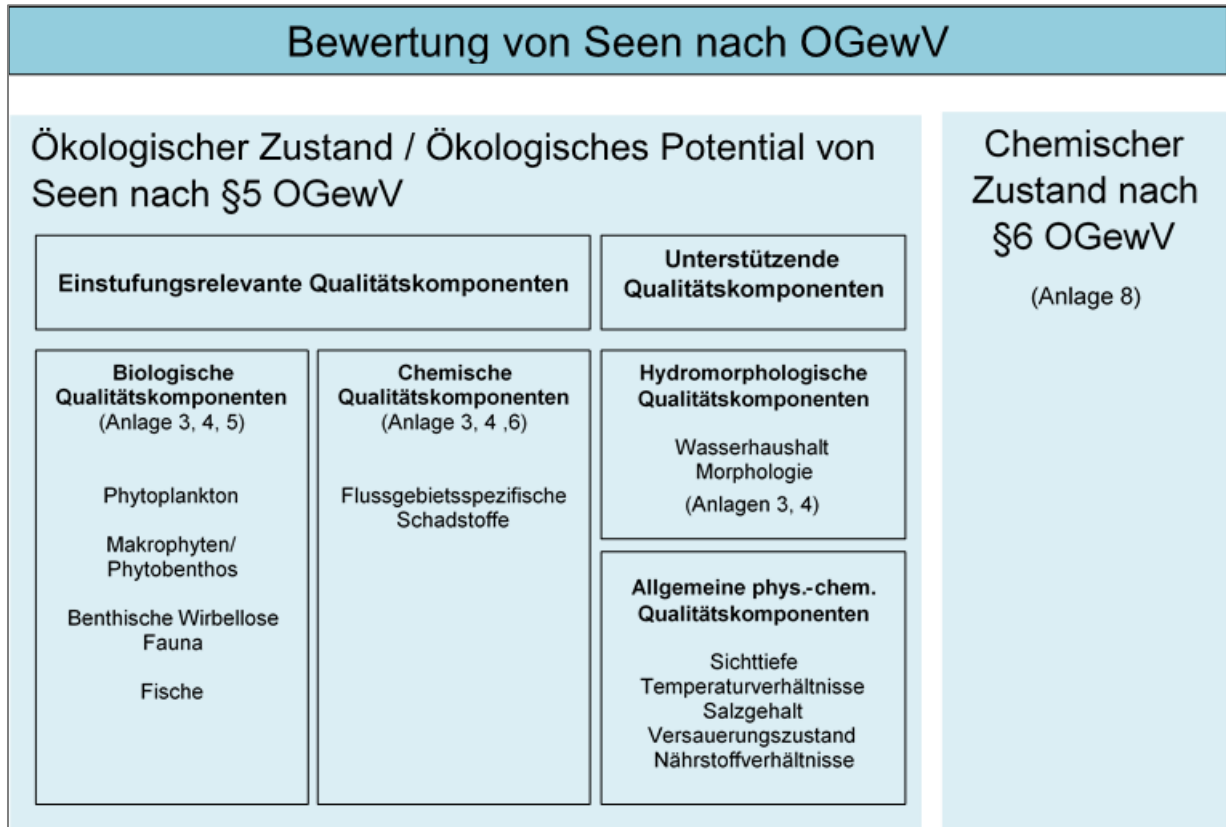 Bewertung von Seen nach OGewV
Ökologischer Zustand / Ökologisches Potential von
Seen nach §5 OGewV
Einstufungsrelevante Qualitätskomponenten
Unterstützende
Qualitätskomponenten
Biologische
Qualitätskomponenten
(Anlage 3, 4, 5)
Phytoplankton
Makrophyten/
Phytobenthos
Benthische Wirbellose
Fauna
Fische
Chemische
Qualitätskomponenten
(Anlage 3, 4 ,6)
Flussgebietsspezifische
Schadstoffe
Hydromorphologische
Qualitätskomponenten
Wasserhaushalt
Morphologie
(Anlagen 3, 4)
Allgemeine phys.-chem.
Qualitätskomponenten
Sichttiefe
Temperaturverhältnisse
Salzgehalt
Versauerungszustand
Nährstoffverhältnisse
Chemischer
Zustand nach
§6 OGewV
(Anlage 8)